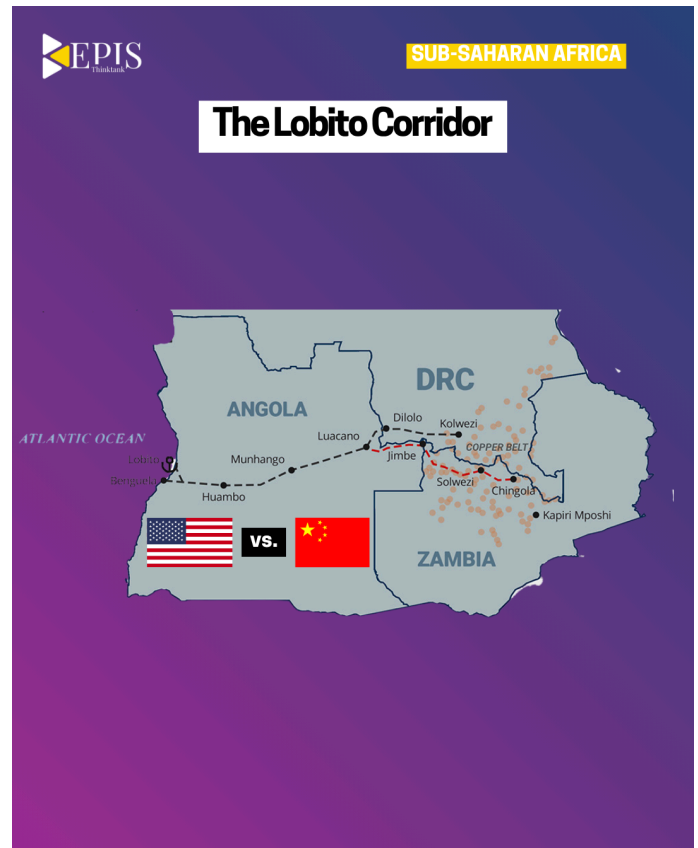 EPIS
Thinktank
SUB-SAHARAN AFRICA
The Lobito Corridor
DRC
ANGOLA
Dilolo
Kolwezi
ATLANTIC OCEAN
Luacano
COPPER BELT
Jimbe
Lobito
Munhango
Solwezi
Benguela
Chingola
Huambo
Kapiri Mposhi
vs.
ZAMBIA